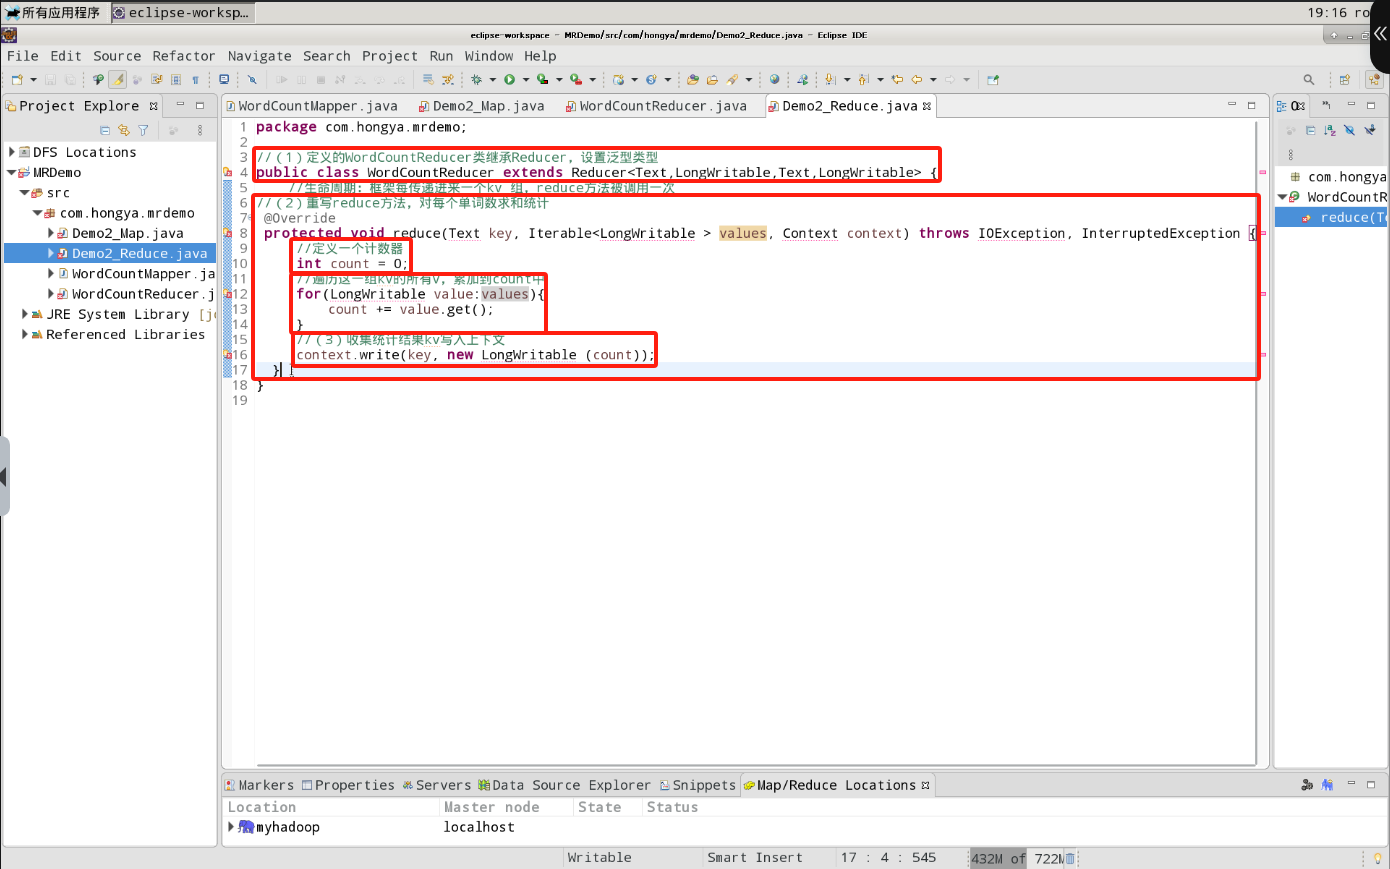 所有应用程序
eclipse-worksp...
19:16
eclipse-workspace - MRDemo/src/com/hongya/mrdemo/Demo2_Reduce.java - Eclipse IDE
File Edit Source Refactor Navigate Search Project Run Window Help
Project Explore
WordCountMapper.java
Demo2_Map.java
WordCountReducer.java
Demo2_Reduce.java
DFS Locations
MRDemo
src
com.hongya.mrdemo
Demo2_Map.java
Demo2_Reduce.java
WordCountMapper.ja
WordCountReducer.j
JRE System Library [j
Referenced Libraries
1 package com.hongya.mrdemo;
2
3 //（1）定义的WordCountReducer类继承Reducer，设置泛型类型
4 public class WordCountReducer extends Reducer<Text,LongWritable,Text,LongWritable> {
5 //生命周期：框架每传递进来一个kv 组，reduce方法被调用一次
6 //（2）重写reduce方法，对每个单词数求和统计
7 @Override
8 protected void reduce(Text key, Iterable<LongWritable > values, Context context) throws IOException, InterruptedException {
9 //定义一个计数器
10 int count = 0;
11 //遍历这一组kv的所有v，累加到count中
12 for(LongWritable value:values){
13 count += value.get();
14 }
15 //（3）收集统计结果kv写入上下文
16 context.write(key, new LongWritable (count));
17 }
18 }
19
com.hongya
WordCountR
reduce(Te
Markers Properties Servers Data Source Explorer Snippets Map/Reduce Locations
Location Master node State Status
myhadoop localhost
Writable Smart Insert 17 : 4 : 545 432M of 722M